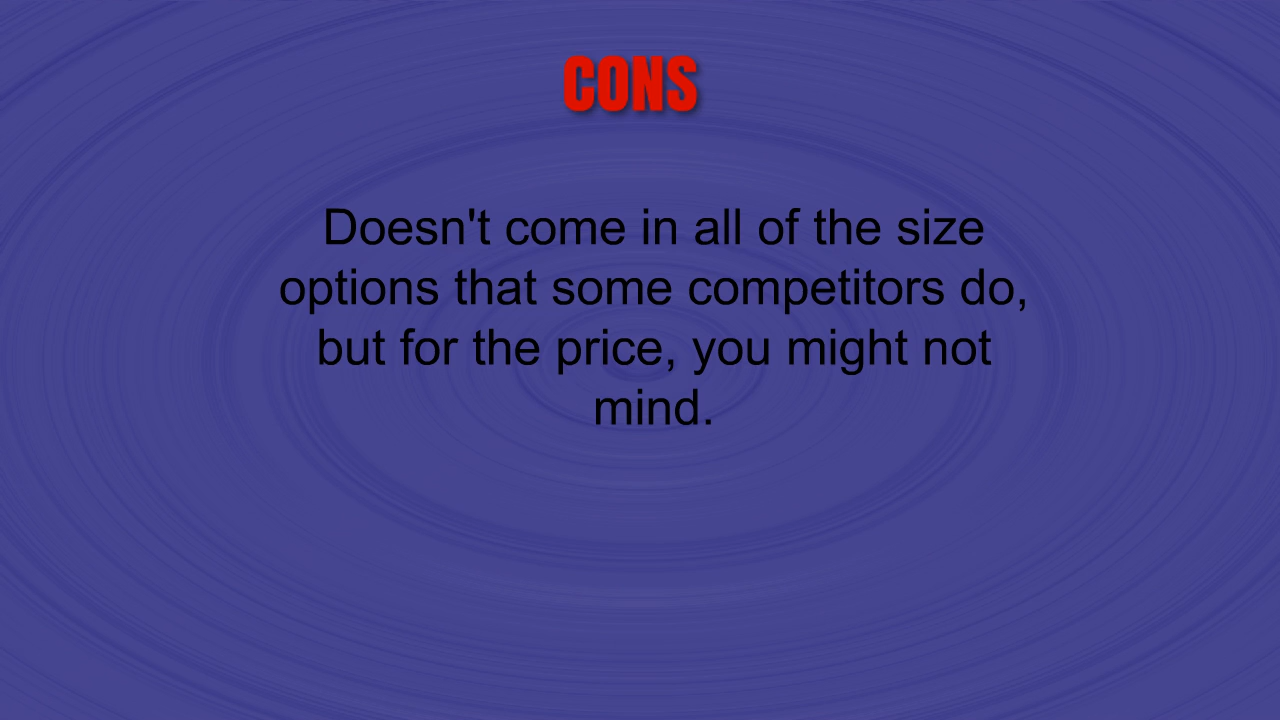 CONS
Doesn't come in all of the size
options that some competitors do,
but for the price, you might not
mind.